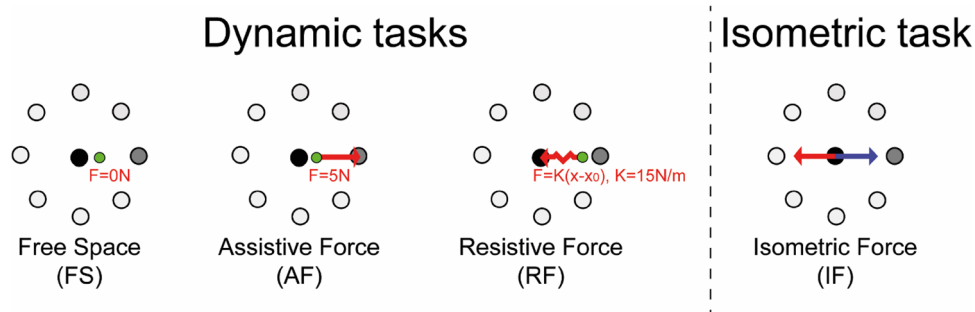 Dynamic tasks
Isometric task
F=0N
F=5N
F=K(x-x₀), K=15N/m
Free Space
(FS)
Assistive Force
(AF)
Resistive Force
(RF)
Isometric Force
(IF)